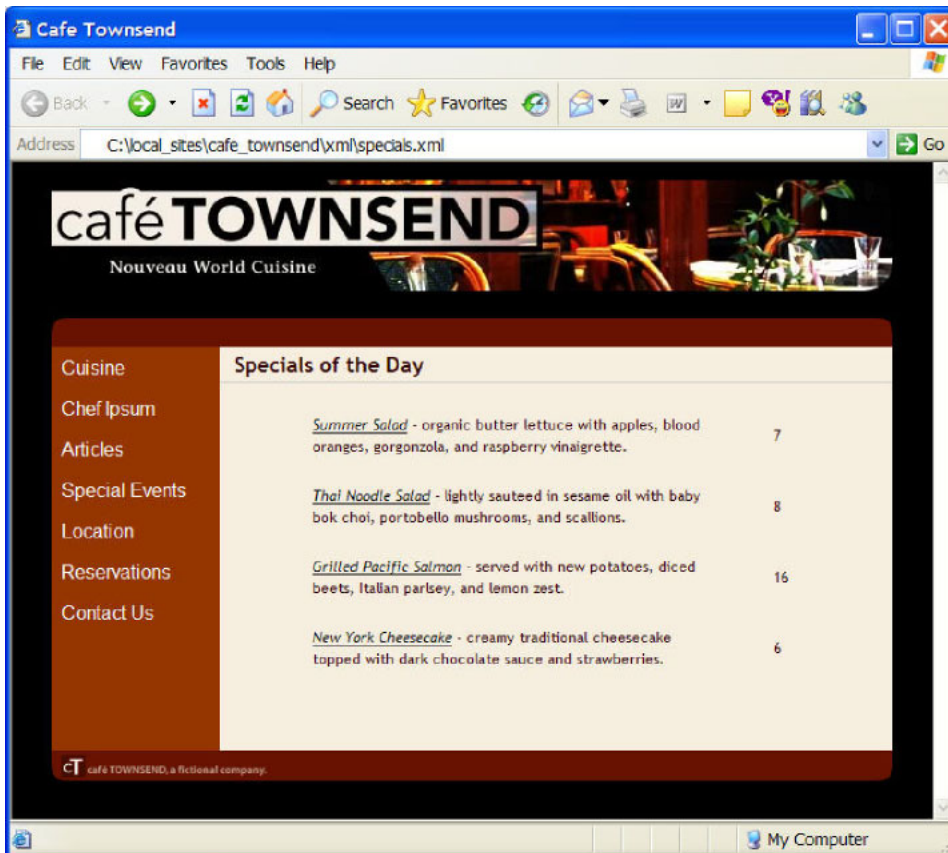 Cafe Townsend
File Edit View Favorites Tools Help
Back Search Favorites
Address C:\local_sites\cafe_townsend\xml\specials.xml Go
café TOWNSEND
Nouveau World Cuisine
Cuisine
Chef Ipsum
Articles
Special Events
Location
Reservations
Contact Us
Specials of the Day
Summer Salad - organic butter lettuce with apples, blood
oranges, gorgonzola, and raspberry vinaigrette.
7
Thai Noodle Salad - lightly sauteed in sesame oil with baby
bok choi, portobello mushrooms, and scallions.
8
Grilled Pacific Salmon - served with new potatoes, diced
beets, Italian parlsey, and lemon zest.
16
New York Cheesecake - creamy traditional cheesecake
topped with dark chocolate sauce and strawberries.
6
cT café TOWNSEND, a fictional company.
My Computer